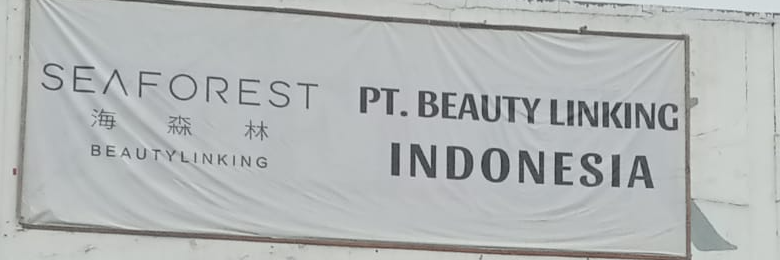 SEAFOREST
海 森 林
BEAUTYLINKING
PT. BEAUTY LINKING
INDONESIA